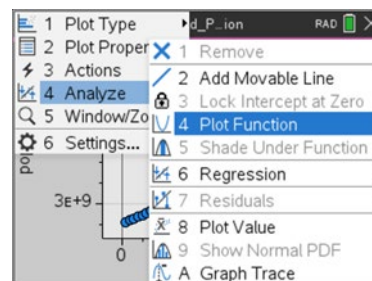 1 Plot Type
2 Plot Proper
3 Actions
4 Analyze
5 Window/Zo
6 Settings...
d_P...ion
RAD
1 Remove
2 Add Movable Line
3 Lock Intercept at Zero
4 Plot Function
5 Shade Under Function
6 Regression
7 Residuals
8 Plot Value
9 Show Normal PDF
A Graph Trace
pop
3E+9
0